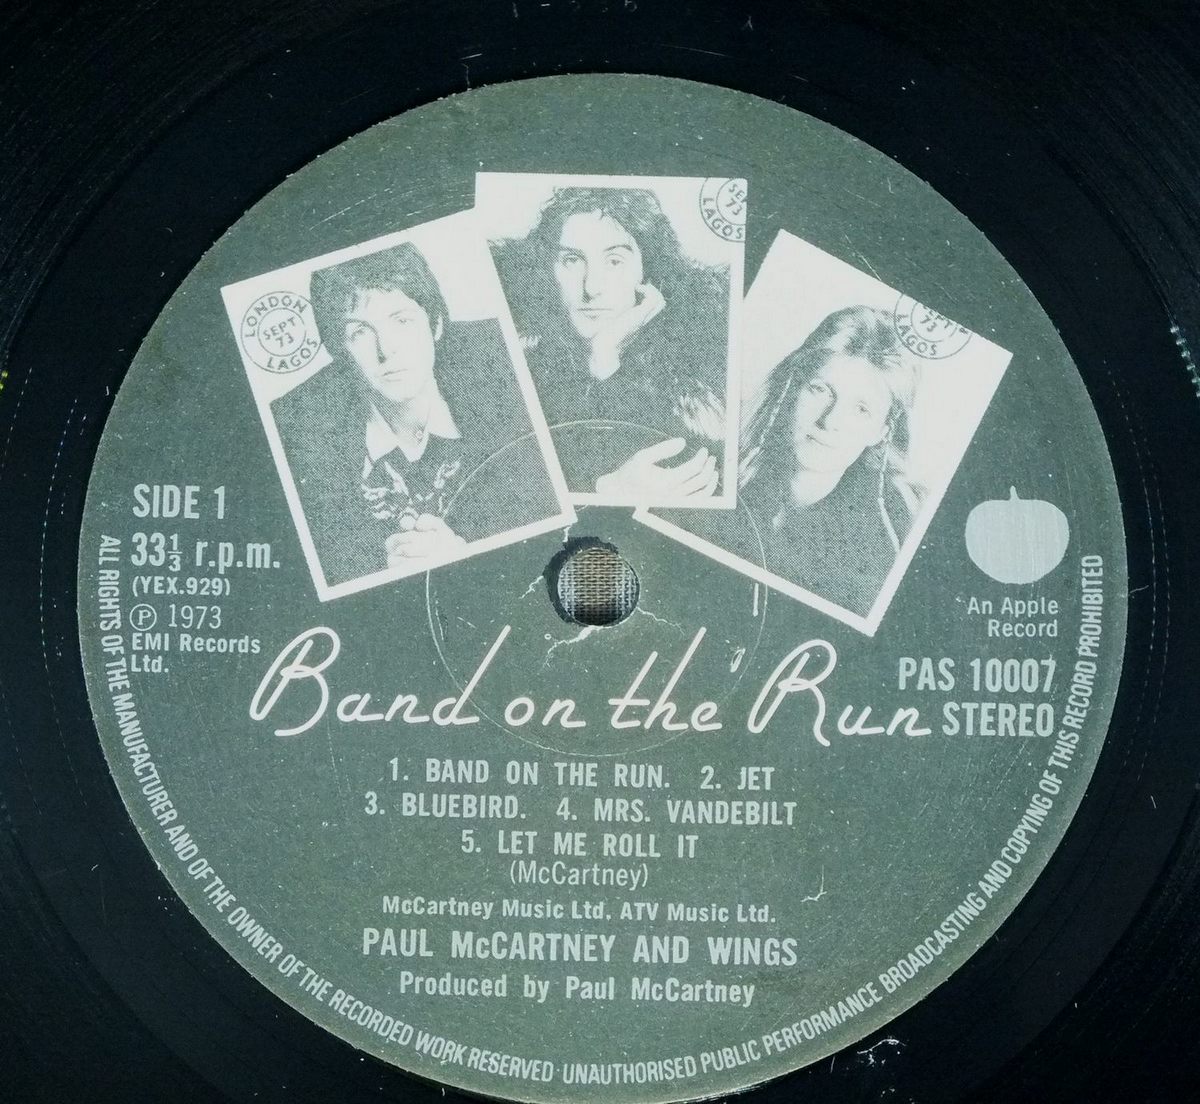 LONDON
SEPT
73
LAGOS
SE
73
LAGOS
73
LAGOS
SIDE 1
33⅓ r.p.m.
(YEX.929)
Ⓟ 1973
EMI Records
Ltd.
An Apple
Record
PAS 10007
STEREO
Band on the Run
1. BAND ON THE RUN. 2. JET
3. BLUEBIRD. 4. MRS. VANDEBILT
5. LET ME ROLL IT
(McCartney)
McCartney Music Ltd. ATV Music Ltd.
PAUL McCARTNEY AND WINGS
Produced by Paul McCartney
ALL RIGHTS OF THE MANUFACTURER AND OF THE OWNER OF THE RECORDED WORK RESERVED · UNAUTHORISED PUBLIC PERFORMANCE BROADCASTING AND COPYING OF THIS RECORD PROHIBITED